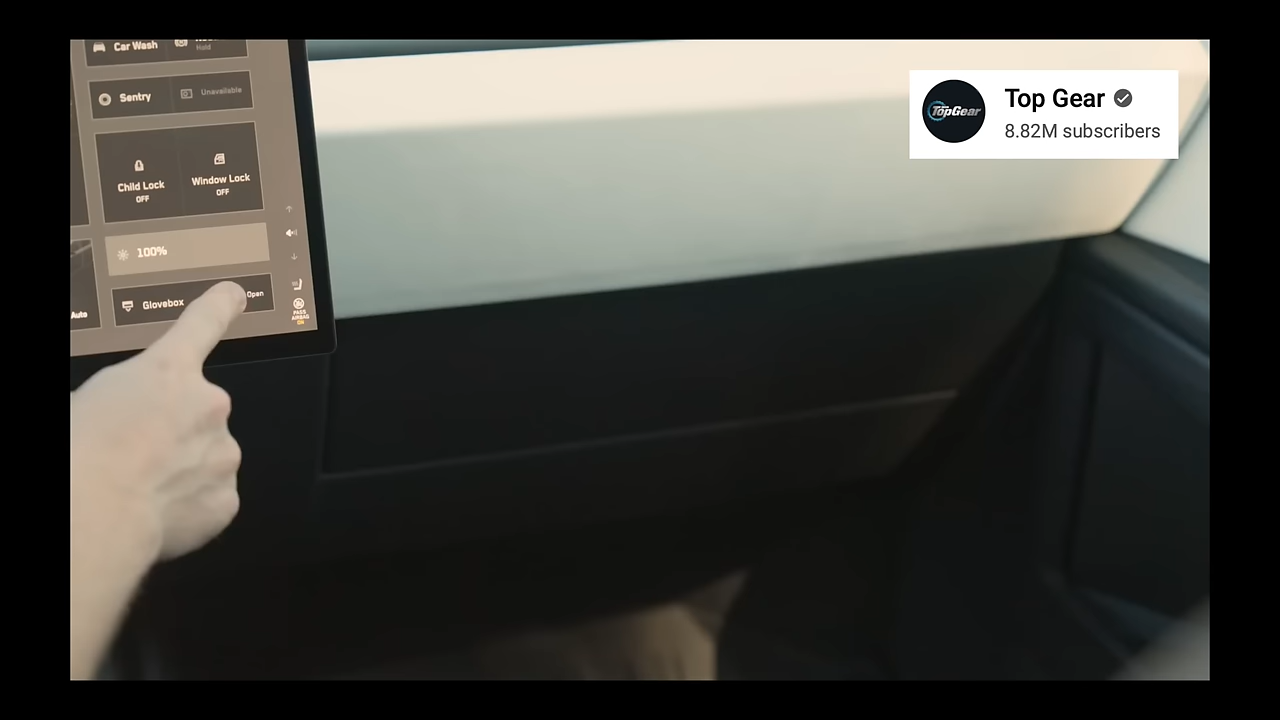 Car Wash
Hold
Sentry
Unavailable
Child Lock
OFF
Window Lock
OFF
100%
Glovebox
Open
Auto
PASS
AIRBAG
ON
TopGear
Top Gear
8.82M subscribers